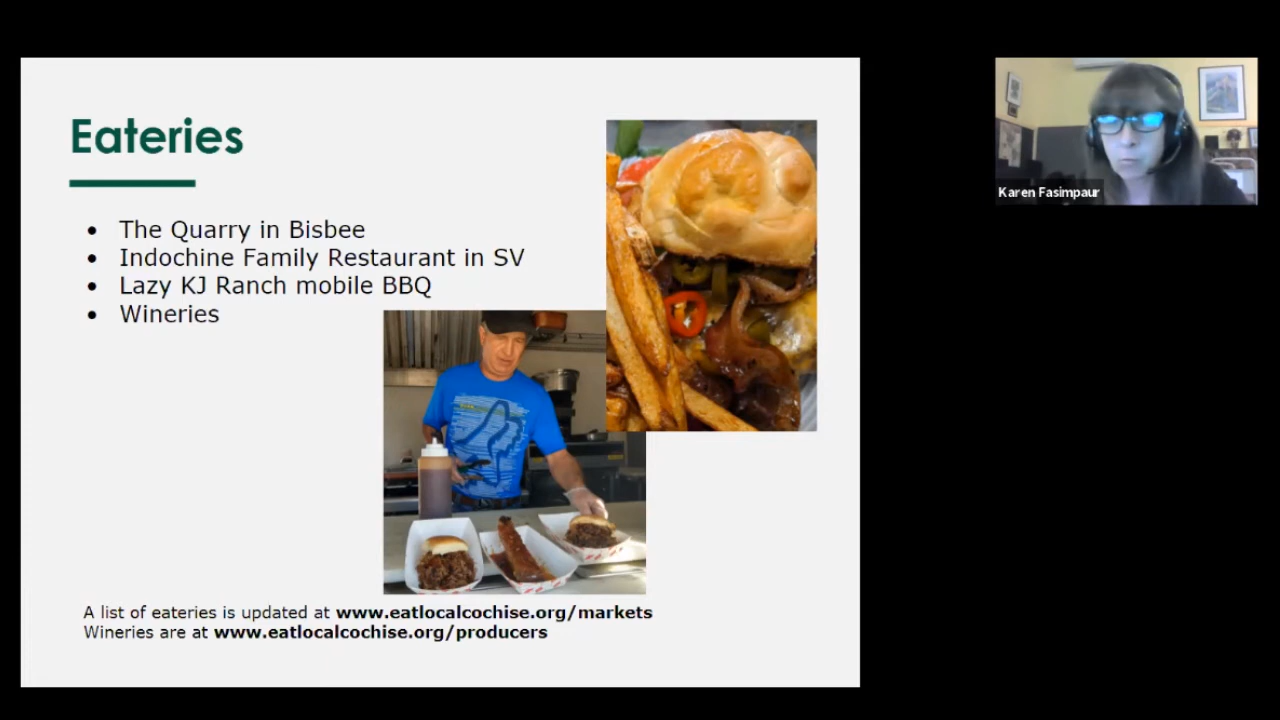 Eateries
• The Quarry in Bisbee
• Indochine Family Restaurant in SV
• Lazy KJ Ranch mobile BBQ
• Wineries
A list of eateries is updated at www.eatlocalcochise.org/markets
Wineries are at www.eatlocalcochise.org/producers
Karen Fasimpaur